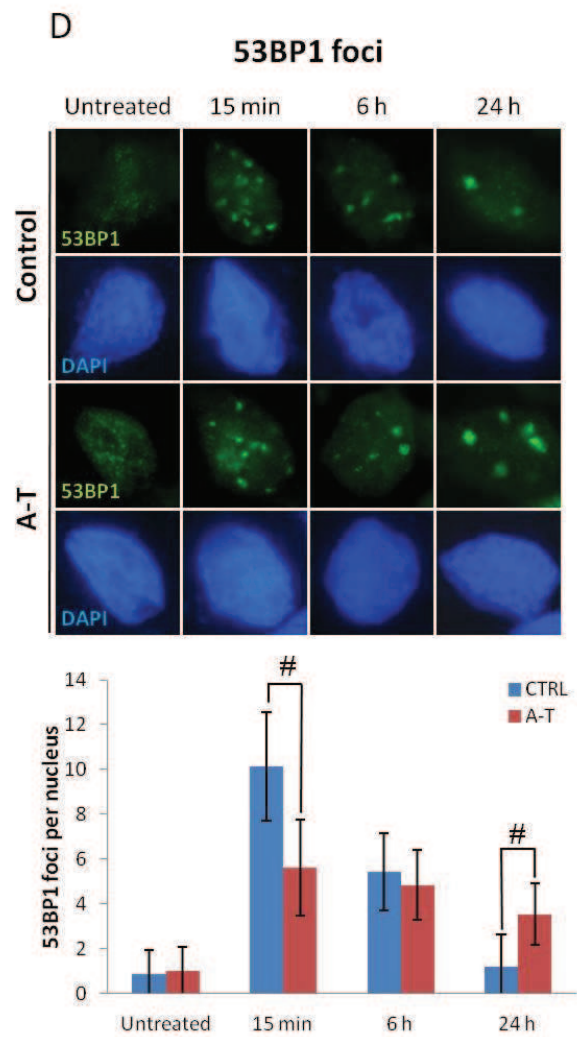 D
53BP1 foci
Untreated 15 min 6 h 24 h
Control
53BP1
DAPI
A-T
53BP1
DAPI
53BP1 foci per nucleus
14
12
10
8
6
4
2
0
#
#
CTRL
A-T
Untreated 15 min 6 h 24 h